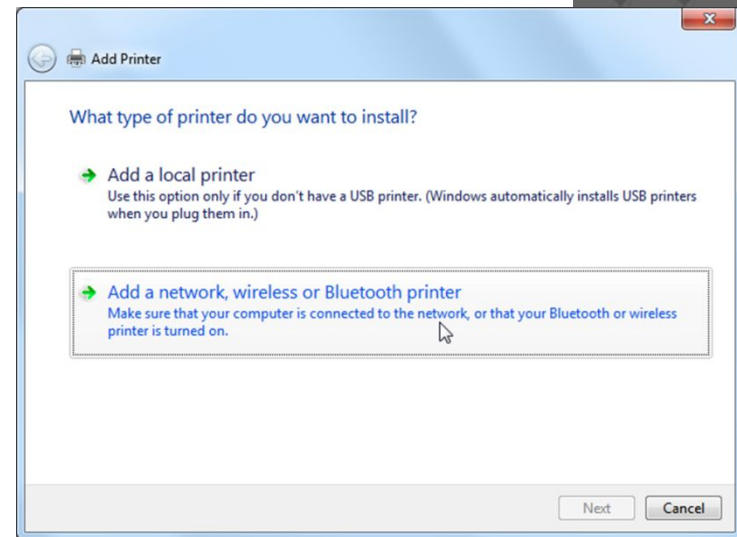 Add Printer
What type of printer do you want to install?
Add a local printer
Use this option only if you don't have a USB printer. (Windows automatically installs USB printers
when you plug them in.)
Add a network, wireless or Bluetooth printer
Make sure that your computer is connected to the network, or that your Bluetooth or wireless
printer is turned on.
Next Cancel